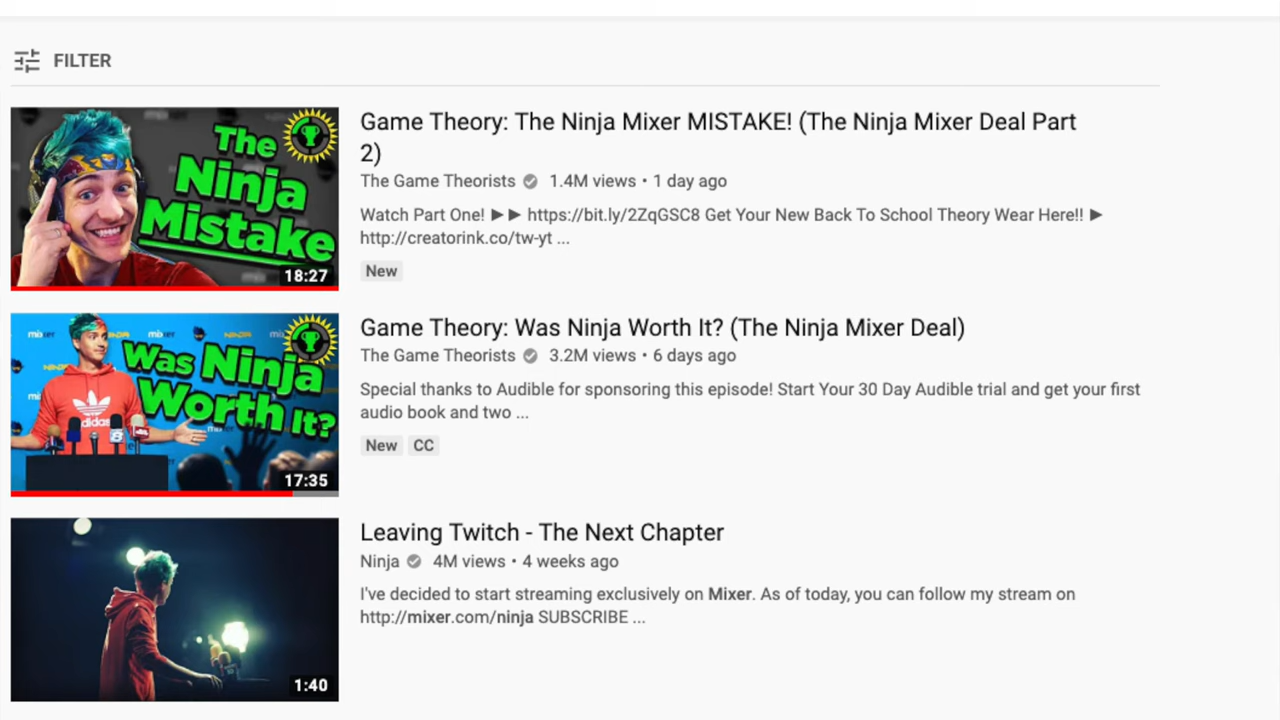 FILTER
The
Ninja
Mistake
18:27
Game Theory: The Ninja Mixer MISTAKE! (The Ninja Mixer Deal Part
2)
The Game Theorists 1.4M views • 1 day ago
Watch Part One! ►► https://bit.ly/2ZqGSC8 Get Your New Back To School Theory Wear Here!! ►
http://creatorink.co/tw-yt ...
New
mixer
NINJA
mixer
Was Ninja
Worth It?
adidas
8
17:35
Game Theory: Was Ninja Worth It? (The Ninja Mixer Deal)
The Game Theorists 3.2M views • 6 days ago
Special thanks to Audible for sponsoring this episode! Start Your 30 Day Audible trial and get your first
audio book and two ...
New CC
1:40
Leaving Twitch - The Next Chapter
Ninja 4M views • 4 weeks ago
I've decided to start streaming exclusively on Mixer. As of today, you can follow my stream on
http://mixer.com/ninja SUBSCRIBE ...